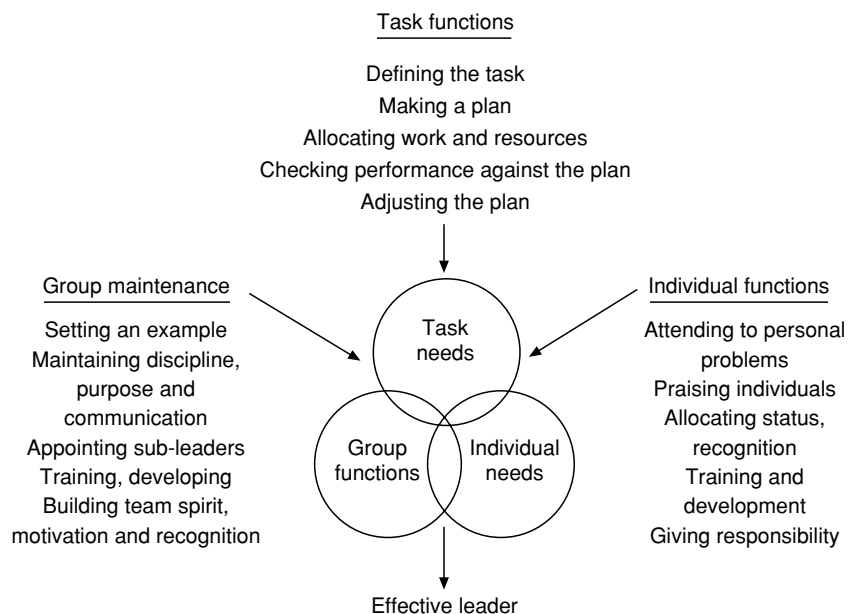 Task functions
Defining the task
Making a plan
Allocating work and resources
Checking performance against the plan
Adjusting the plan
Group maintenance
Setting an example
Maintaining discipline,
purpose and
communication
Appointing sub-leaders
Training, developing
Building team spirit,
motivation and recognition
Task
needs
Group
functions
Individual
needs
Individual functions
Attending to personal
problems
Praising individuals
Allocating status,
recognition
Training and
development
Giving responsibility
Effective leader